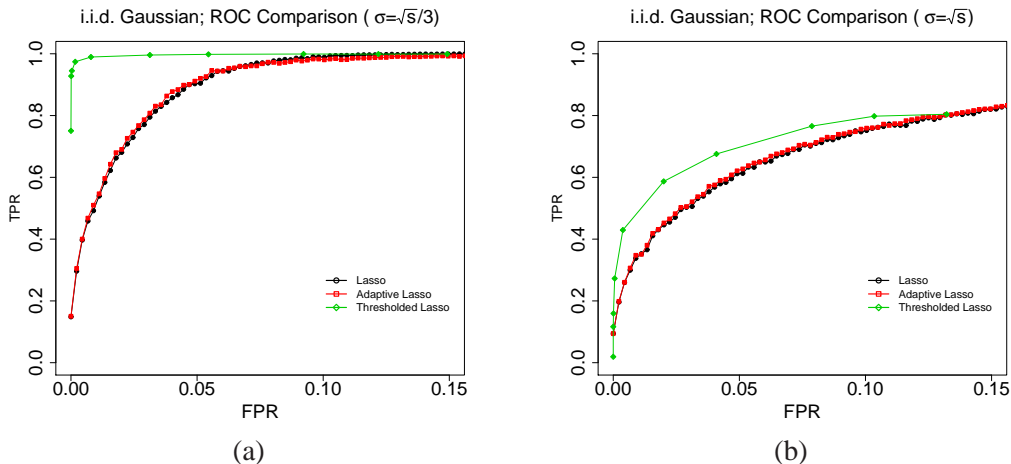 i.i.d. Gaussian; ROC Comparison ( σ=√s/3)
TPR
1.0
0.8
0.6
0.4
0.2
0.0
Lasso
Adaptive Lasso
Thresholded Lasso
0.00 0.05 0.10 0.15
FPR
(a)
i.i.d. Gaussian; ROC Comparison ( σ=√s)
TPR
1.0
0.8
0.6
0.4
0.2
0.0
Lasso
Adaptive Lasso
Thresholded Lasso
0.00 0.05 0.10 0.15
FPR
(b)